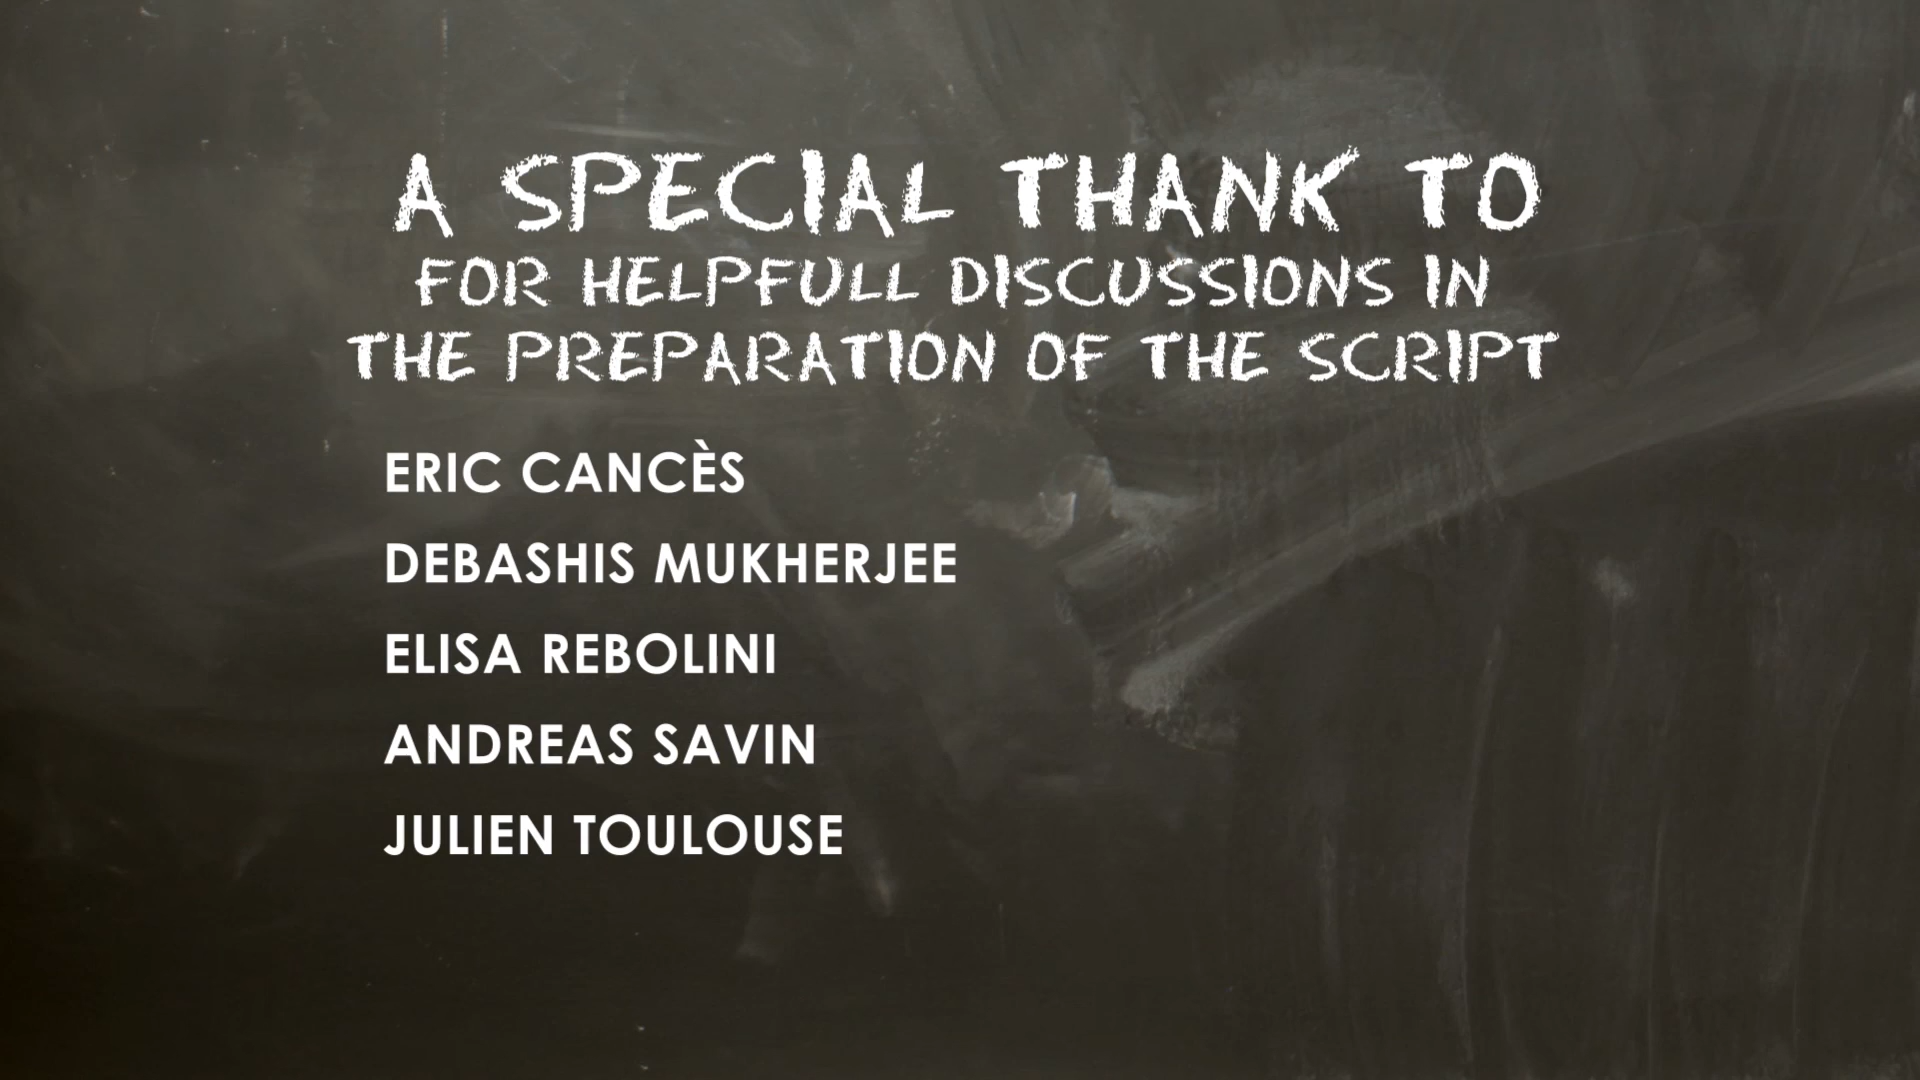 A SPECIAL THANK TO
FOR HELPFULL DISCUSSIONS IN
THE PREPARATION OF THE SCRIPT
ERIC CANCÈS
DEBASHIS MUKHERJEE
ELISA REBOLINI
ANDREAS SAVIN
JULIEN TOULOUSE